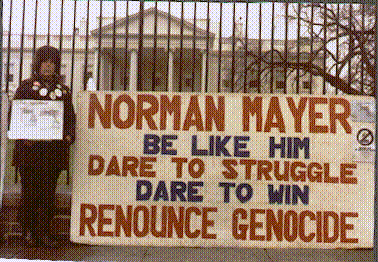 NORMAN MAYER
BE LIKE HIM
DARE TO STRUGGLE
DARE TO WIN
RENOUNCE GENOCIDE